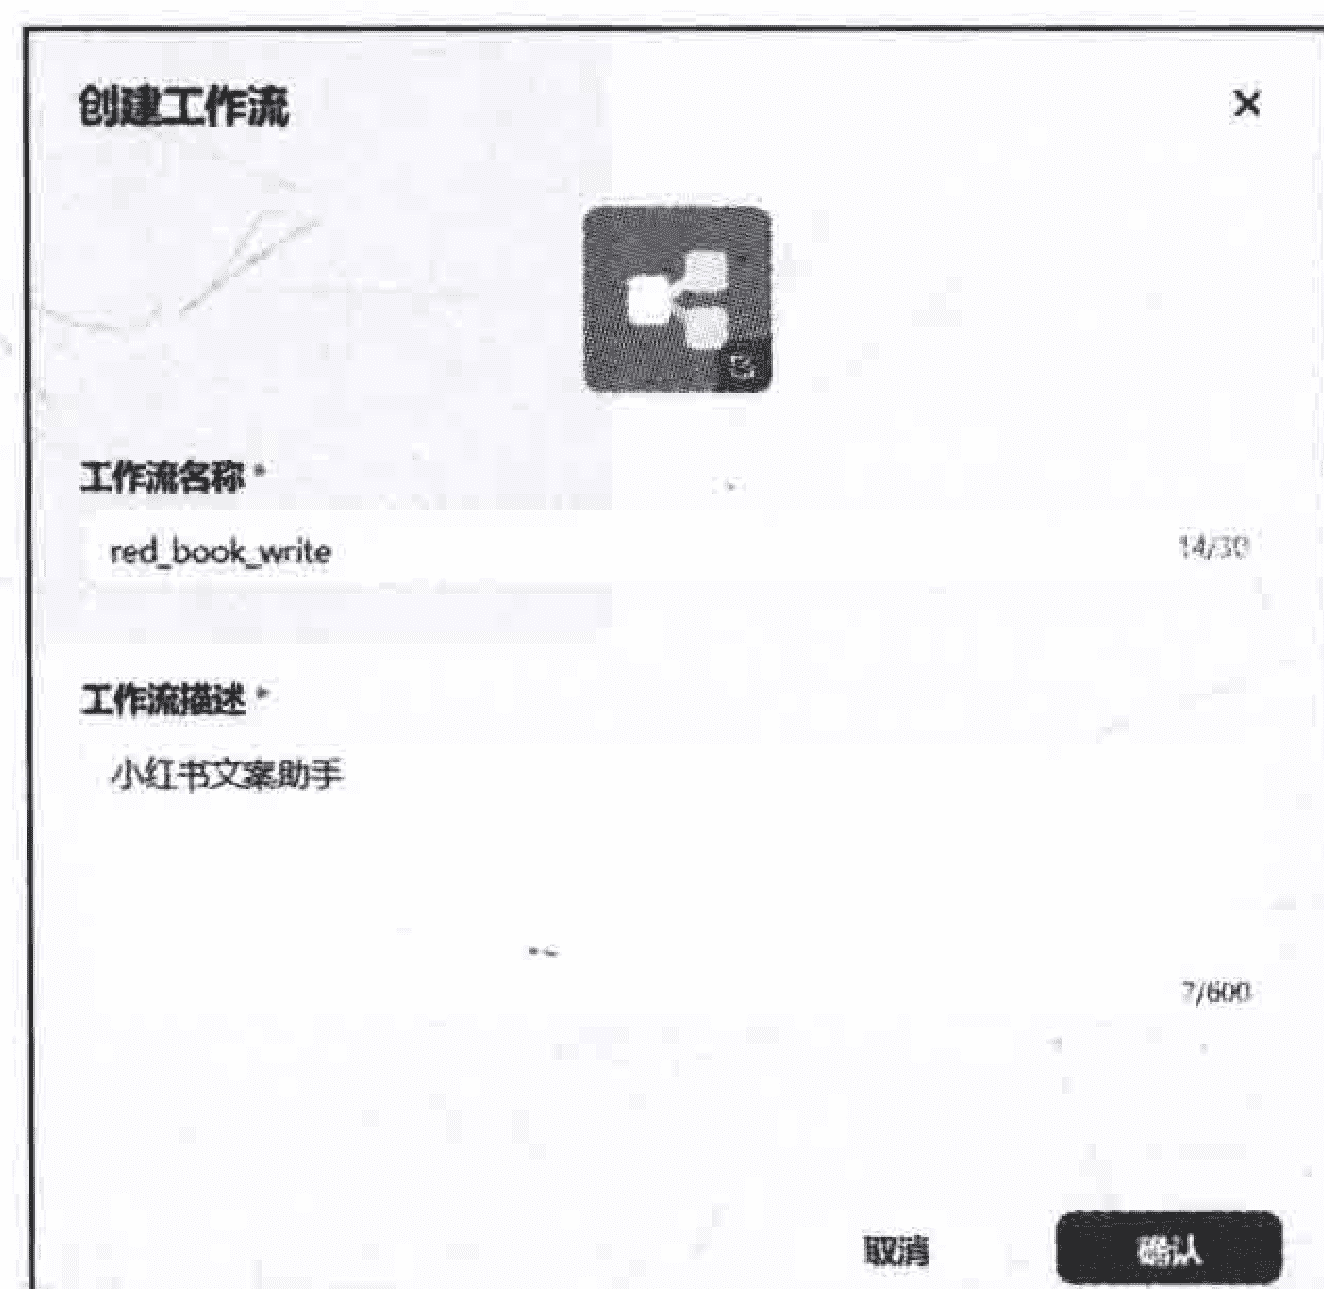 创建工作流
工作流名称 *
red_book_write
14/30
工作流描述 *
小红书文案助手
7/600
取消
确认